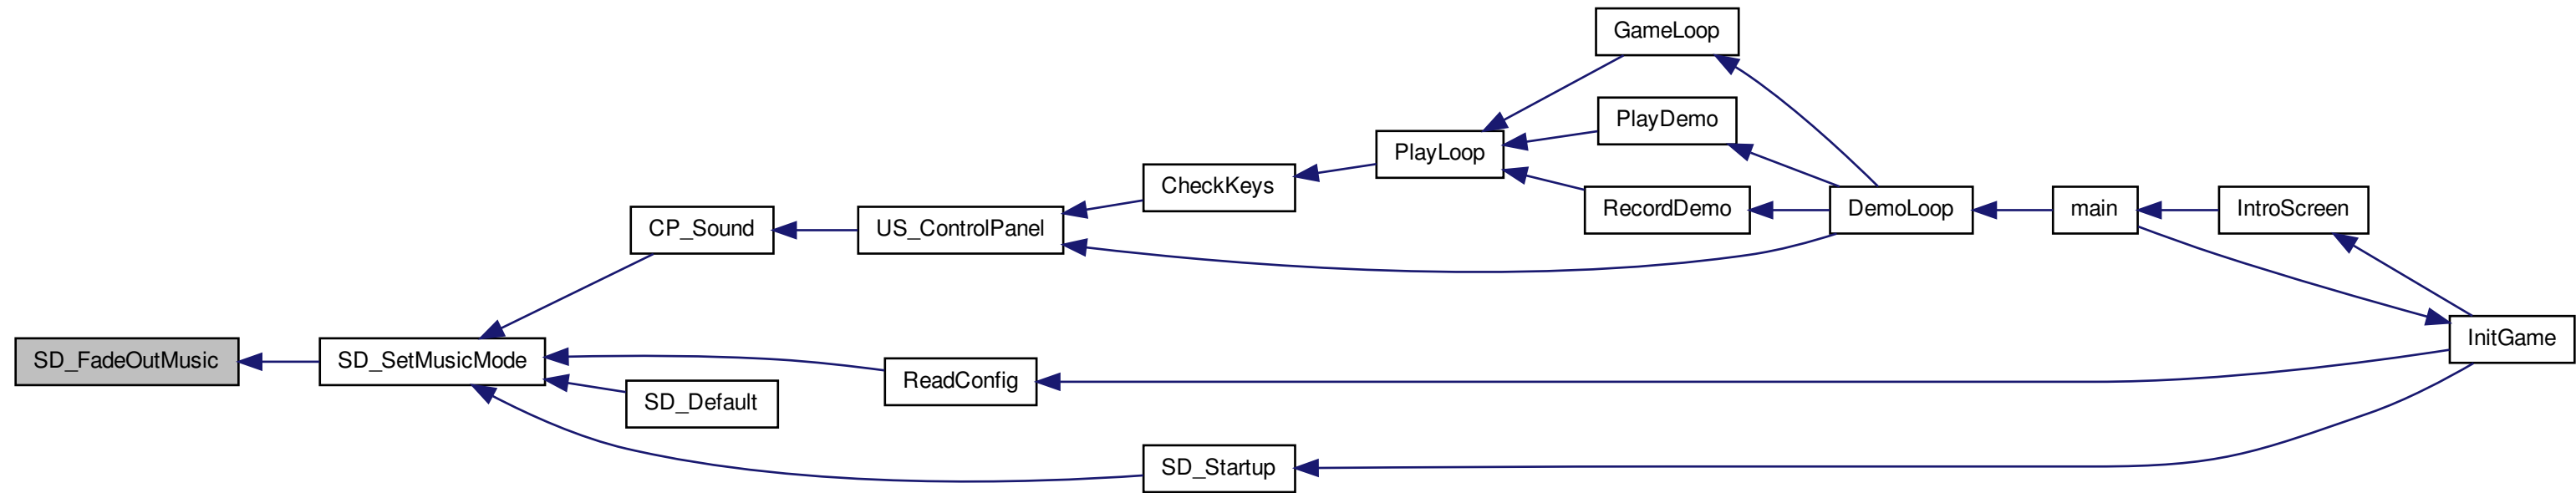 GameLoop
PlayDemo
PlayLoop
CheckKeys
RecordDemo
DemoLoop
main
IntroScreen
CP_Sound
US_ControlPanel
InitGame
SD_FadeOutMusic
SD_SetMusicMode
ReadConfig
SD_Default
SD_Startup